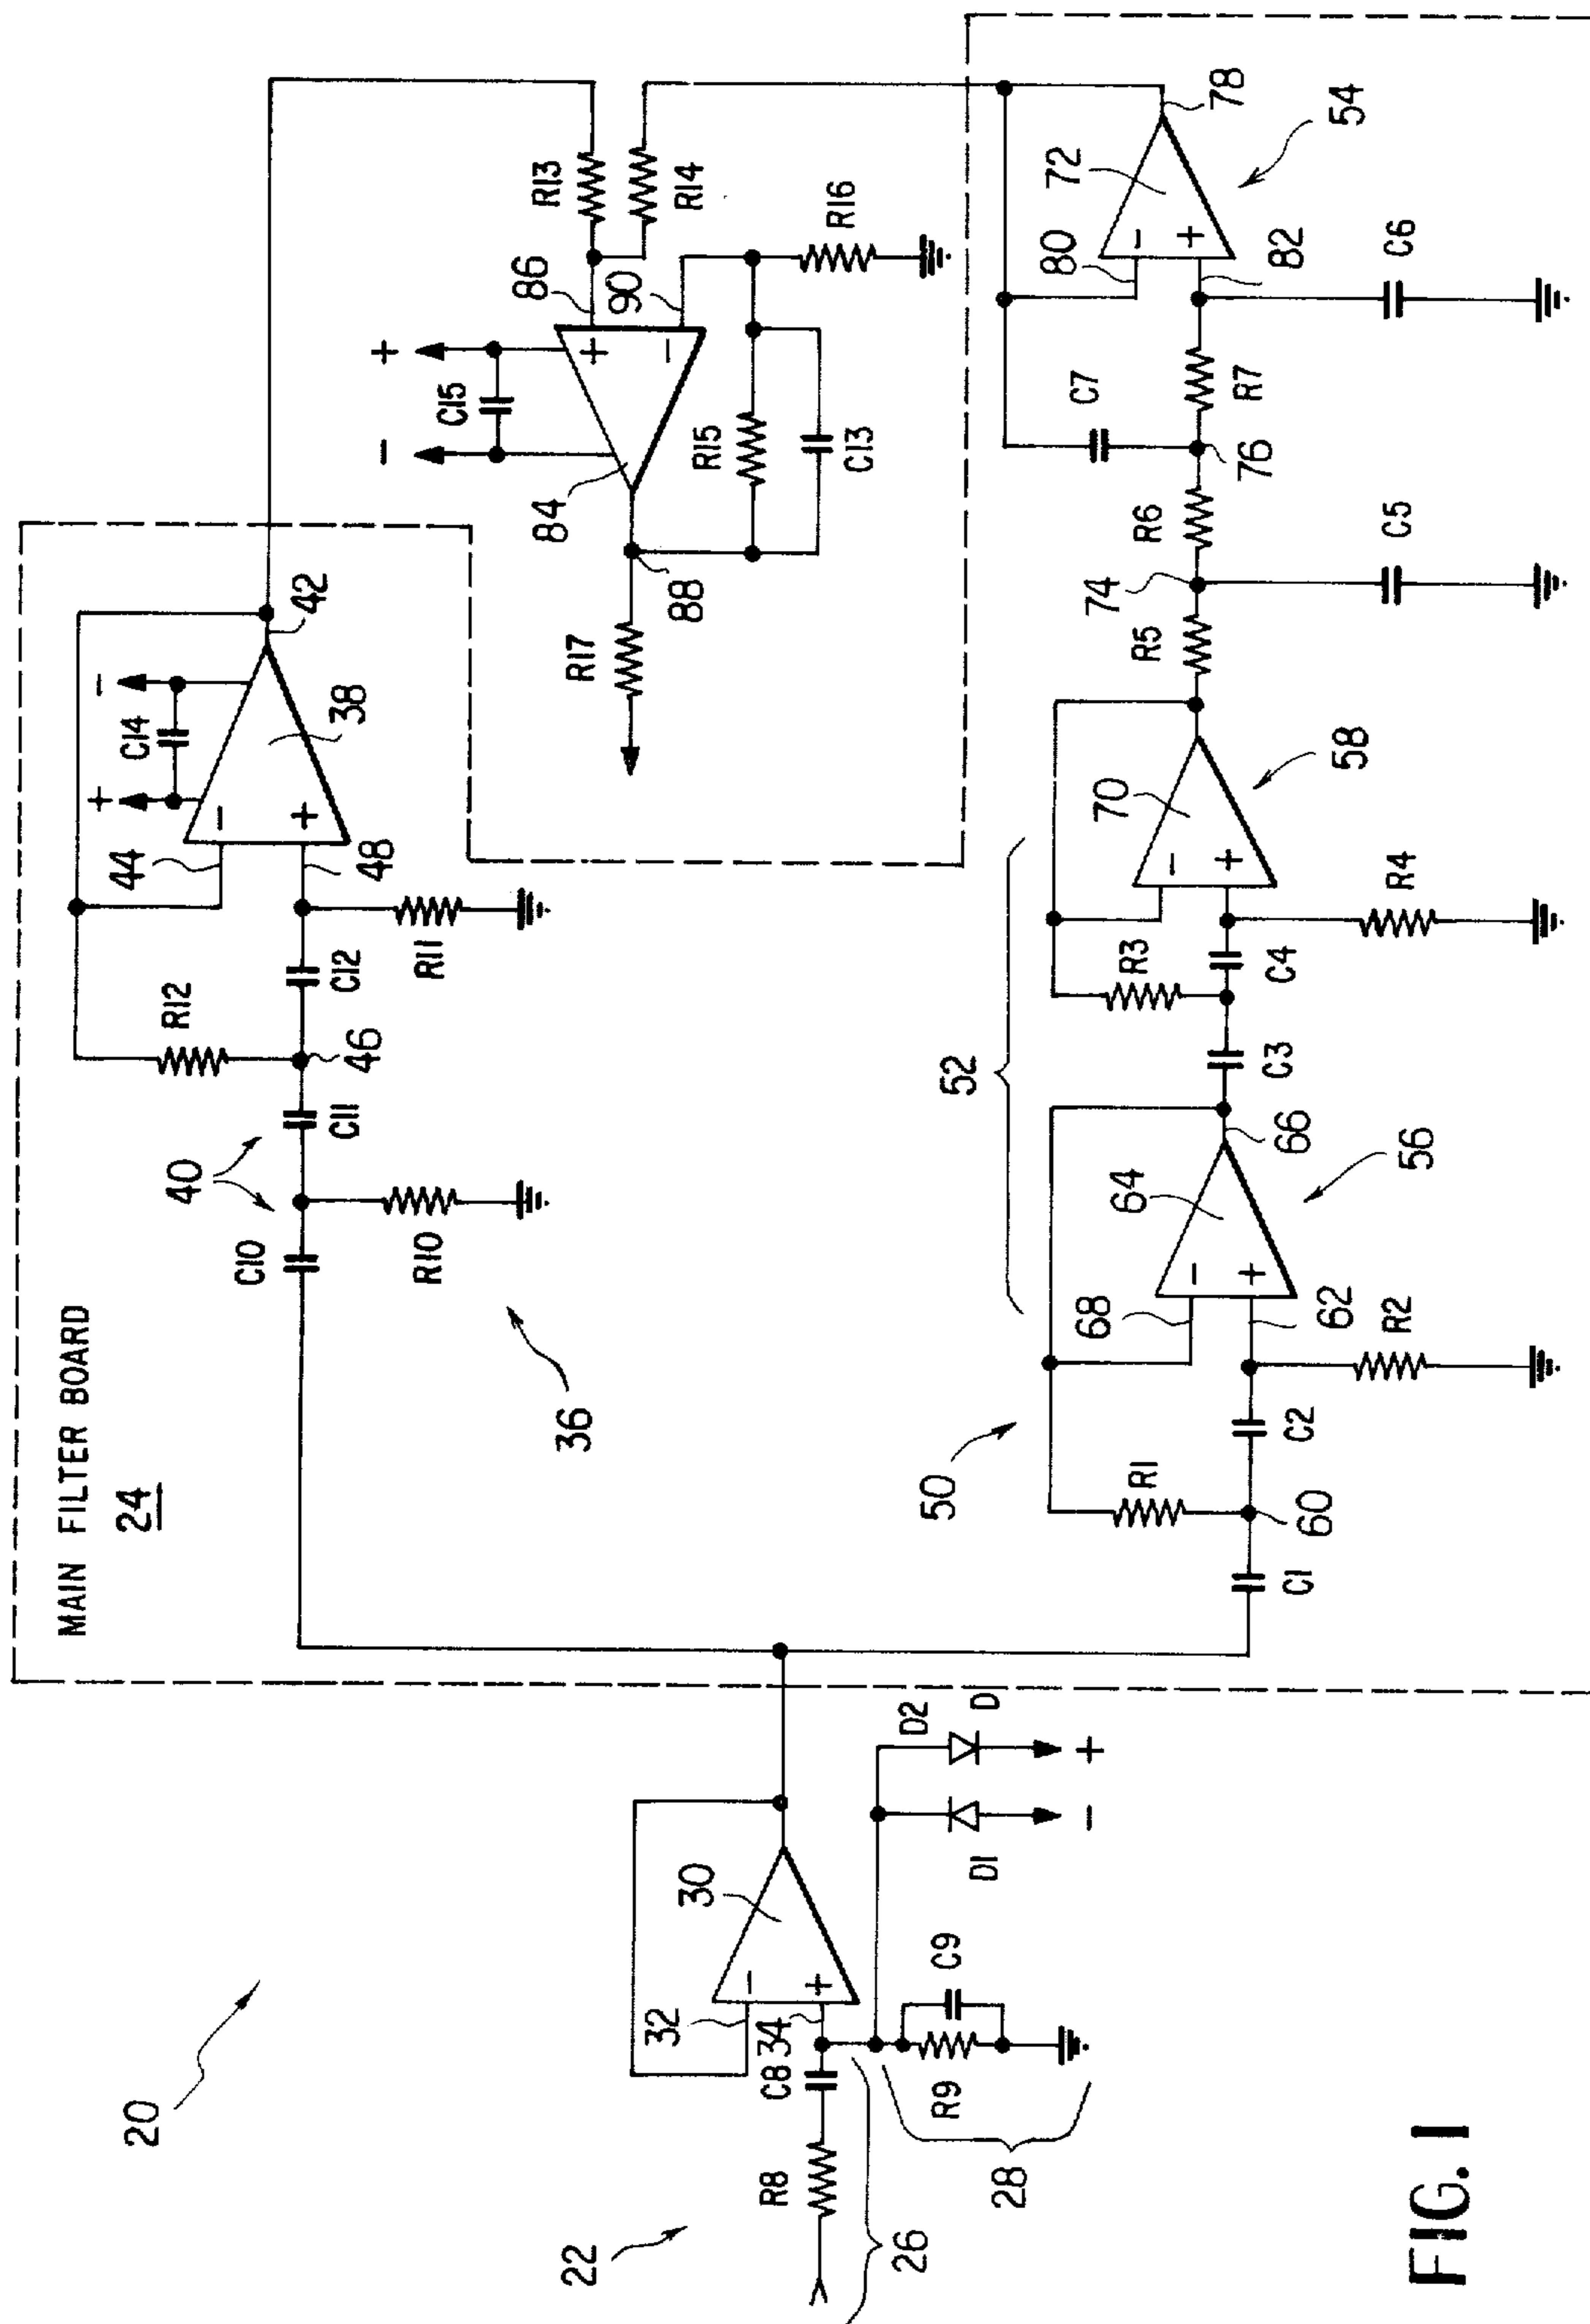 FIG. 1
20
22
26
28
R8
C8
R9
C9
34
32
30
-
+
D1
D2
D
-
+
MAIN FILTER BOARD
24
36
40
C10
R10
C11
46
R12
C12
R11
44
48
38
-
+
+
-
C14
42
50
52
C1
60
R1
C2
R2
62
68
64
-
+
66
56
C3
R3
C4
R4
70
-
+
58
R5
74
C5
R6
76
C7
R7
C6
80
82
72
-
+
78
54
R13
R14
86
90
+
-
84
C15
-
+
R15
C13
R16
88
R17